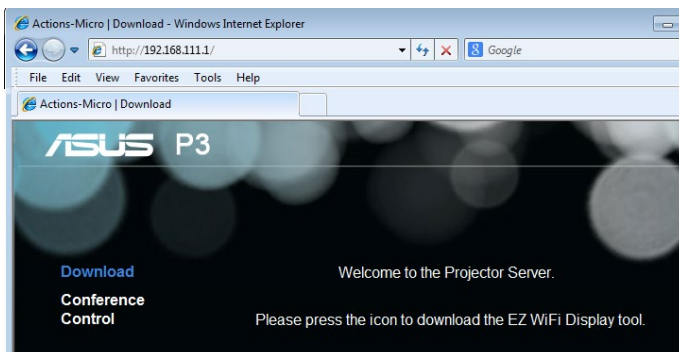 Actions-Micro | Download - Windows Internet Explorer
http://192.168.111.1/
Google
File Edit View Favorites Tools Help
Actions-Micro | Download
ASUS P3
Download
Welcome to the Projector Server.
Conference
Control
Please press the icon to download the EZ WiFi Display tool.